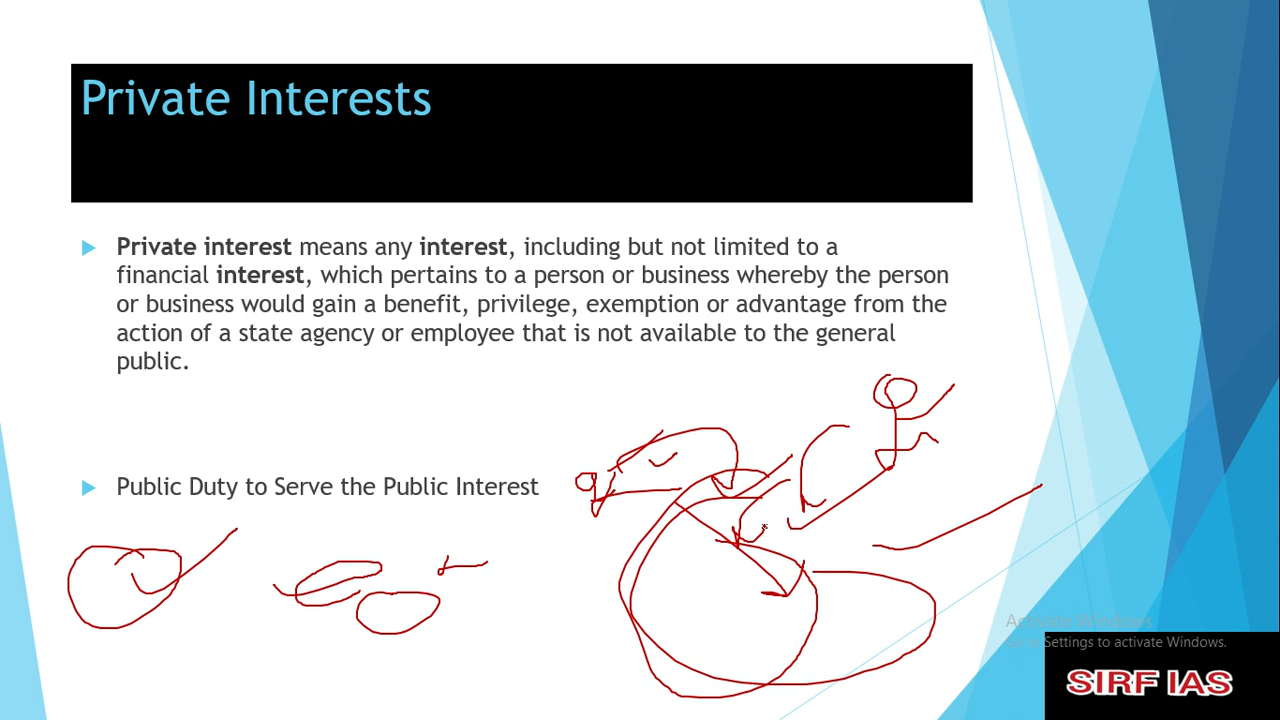 Private Interests
Private interest means any interest, including but not limited to a
financial interest, which pertains to a person or business whereby the person
or business would gain a benefit, privilege, exemption or advantage from the
action of a state agency or employee that is not available to the general
public.
Public Duty to Serve the Public Interest
Activate Windows
Settings to activate Windows.
SIRF IAS